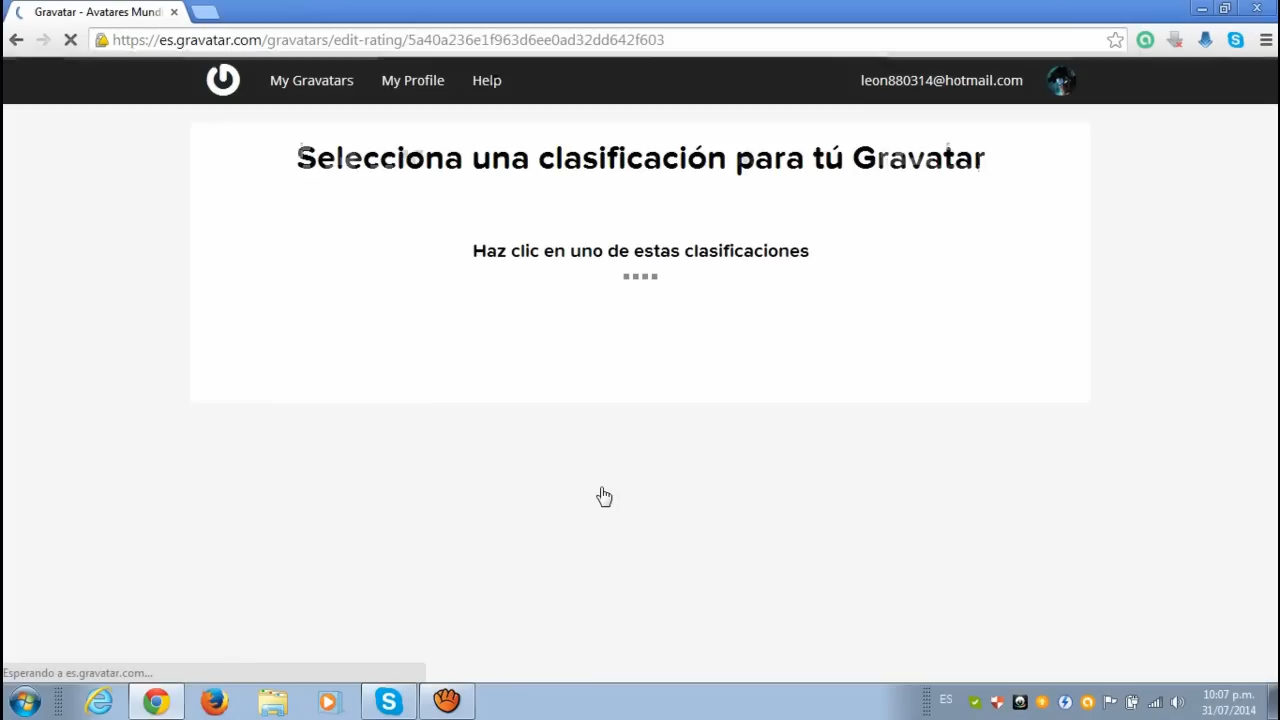 Gravatar - Avatares Mundi
https://es.gravatar.com/gravatars/edit-rating/5a40a236e1f963d6ee0ad32dd642f603
My Gravatars My Profile Help leon880314@hotmail.com
Selecciona una clasificación para tú Gravatar
Haz clic en uno de estas clasificaciones
Esperando a es.gravatar.com...
ES
10:07 p.m.
31/07/2014